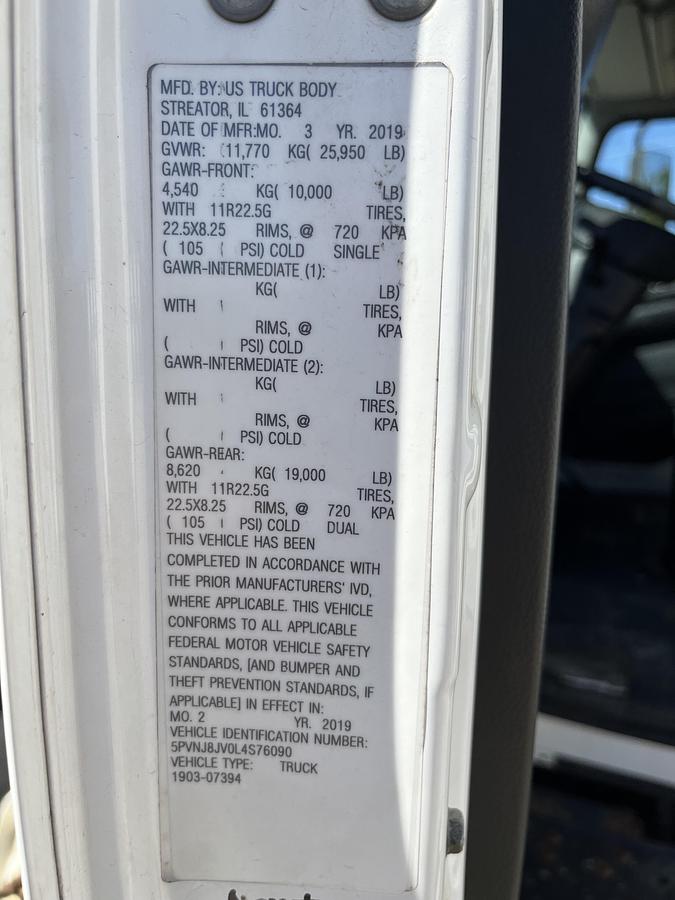 MFD. BY: US TRUCK BODY
STREATOR, IL 61364
DATE OF MFR:MO. 3 YR. 2019
GVWR: 11,770 KG( 25,950 LB)
GAWR-FRONT:
4,540 KG( 10,000 LB)
WITH 11R22.5G TIRES,
22.5X8.25 RIMS, @ 720 KPA
( 105 PSI) COLD SINGLE
GAWR-INTERMEDIATE (1):
KG( LB)
WITH TIRES,
RIMS, @ KPA
( PSI) COLD
GAWR-INTERMEDIATE (2):
KG( LB)
WITH TIRES,
RIMS, @ KPA
( PSI) COLD
GAWR-REAR:
8,620 KG( 19,000 LB)
WITH 11R22.5G TIRES,
22.5X8.25 RIMS, @ 720 KPA
( 105 PSI) COLD DUAL
THIS VEHICLE HAS BEEN
COMPLETED IN ACCORDANCE WITH
THE PRIOR MANUFACTURERS' IVD,
WHERE APPLICABLE. THIS VEHICLE
CONFORMS TO ALL APPLICABLE
FEDERAL MOTOR VEHICLE SAFETY
STANDARDS, [AND BUMPER AND
THEFT PREVENTION STANDARDS, IF
APPLICABLE] IN EFFECT IN:
MO. 2 YR. 2019
VEHICLE IDENTIFICATION NUMBER:
5PVNJ8JV0L4S76090
VEHICLE TYPE: TRUCK
1903-07394